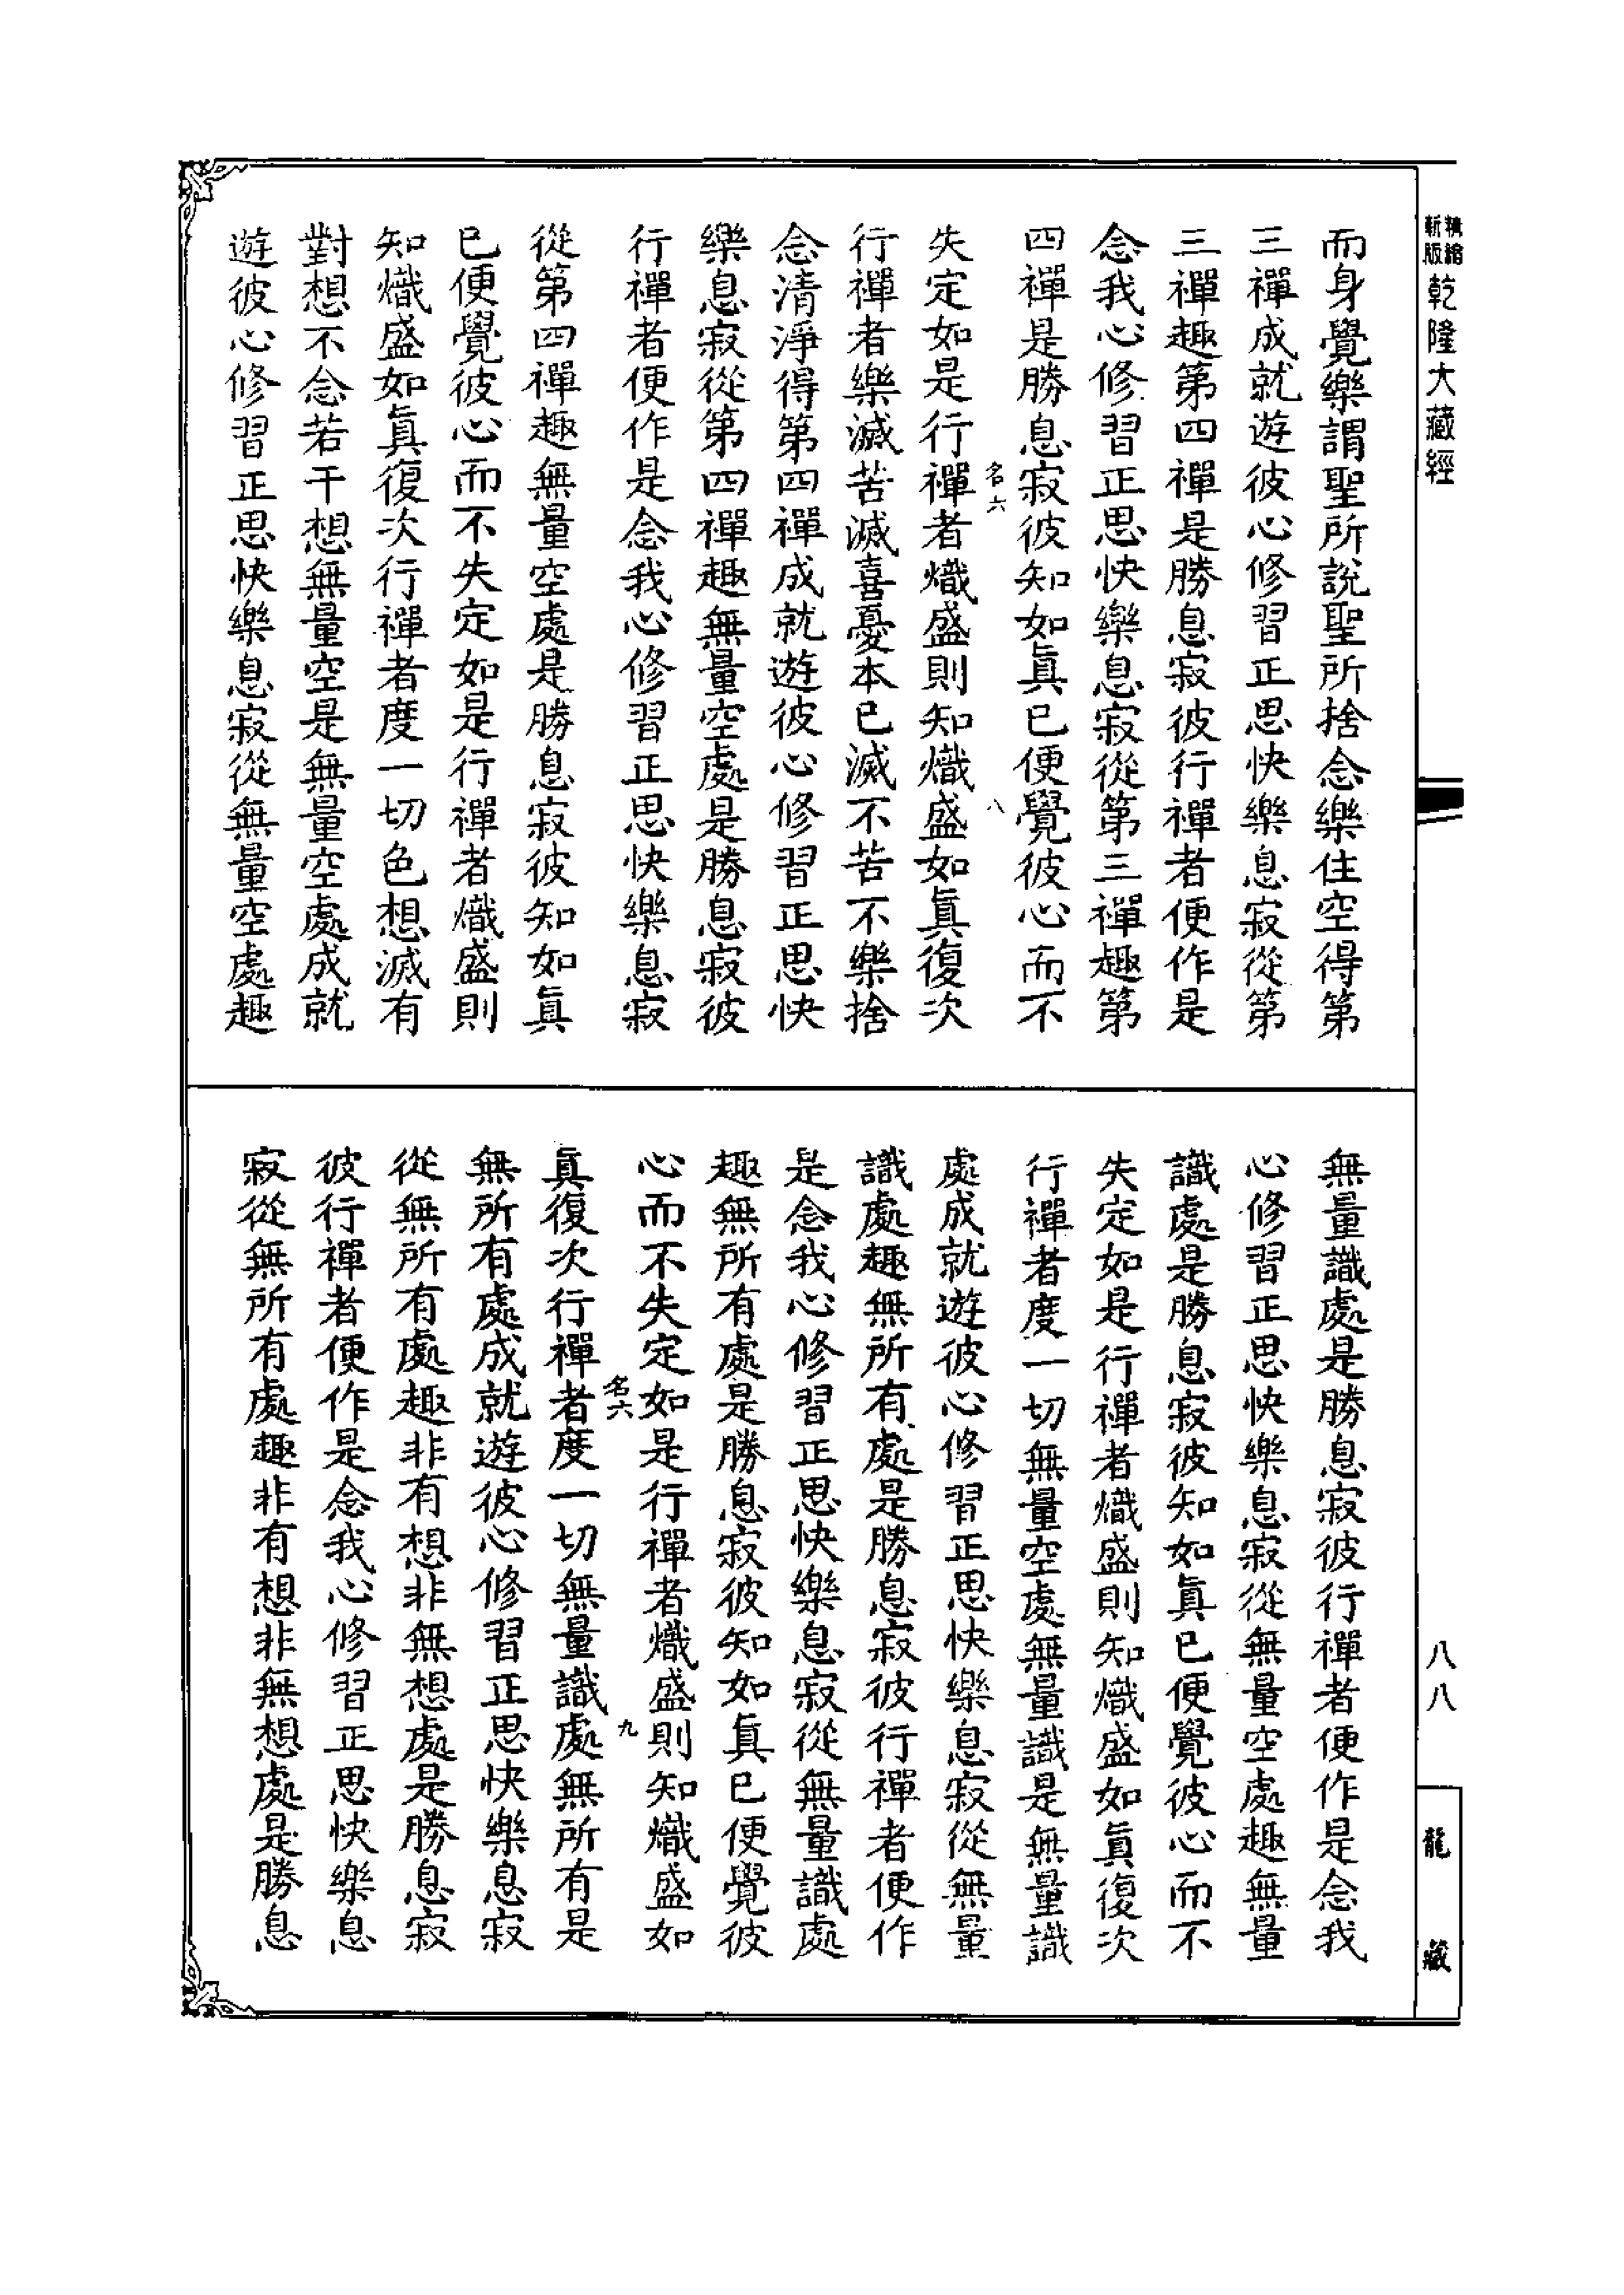 精縮
新版
乾隆大藏經
而身覺樂謂聖所說聖所捨念樂住空得第
三禪成就遊彼心修習正思快樂息寂從第
三禪趣第四禪是勝息寂彼行禪者便作是
念我心修習正思快樂息寂從第三禪趣第
四禪是勝息寂彼知如眞已便覺彼心而不
名六
八
失定如是行禪者熾盛則知熾盛如眞復次
行禪者樂滅苦滅喜憂本已滅不苦不樂捨
念清淨得第四禪成就遊彼心修習正思快
樂息寂從第四禪趣無量空處是勝息寂彼
行禪者便作是念我心修習正思快樂息寂
從第四禪趣無量空處是勝息寂彼知如眞
已便覺彼心而不失定如是行禪者熾盛則
知熾盛如眞復次行禪者度一切色想滅有
對想不念若干想無量空是無量空處成就
遊彼心修習正思快樂息寂從無量空處趣
無量識處是勝息寂彼行禪者便作是念我
心修習正思快樂息寂從無量空處趣無量
識處是勝息寂彼知如眞已便覺彼心而不
失定如是行禪者熾盛則知熾盛如眞復次
行禪者度一切無量空處無量識是無量識
處成就遊彼心修習正思快樂息寂從無量
識處趣無所有處是勝息寂彼行禪者便作
是念我心修習正思快樂息寂從無量識處
趣無所有處是勝息寂彼知如眞已便覺彼
心而不失定如是行禪者熾盛則知熾盛如
名六
九
眞復次行禪者度一切無量識處無所有是
無所有處成就遊彼心修習正思快樂息寂
從無所有處趣非有想非無想處是勝息寂
彼行禪者便作是念我心修習正思快樂息
寂從無所有處趣非有想非無想處是勝息
八八
龍藏